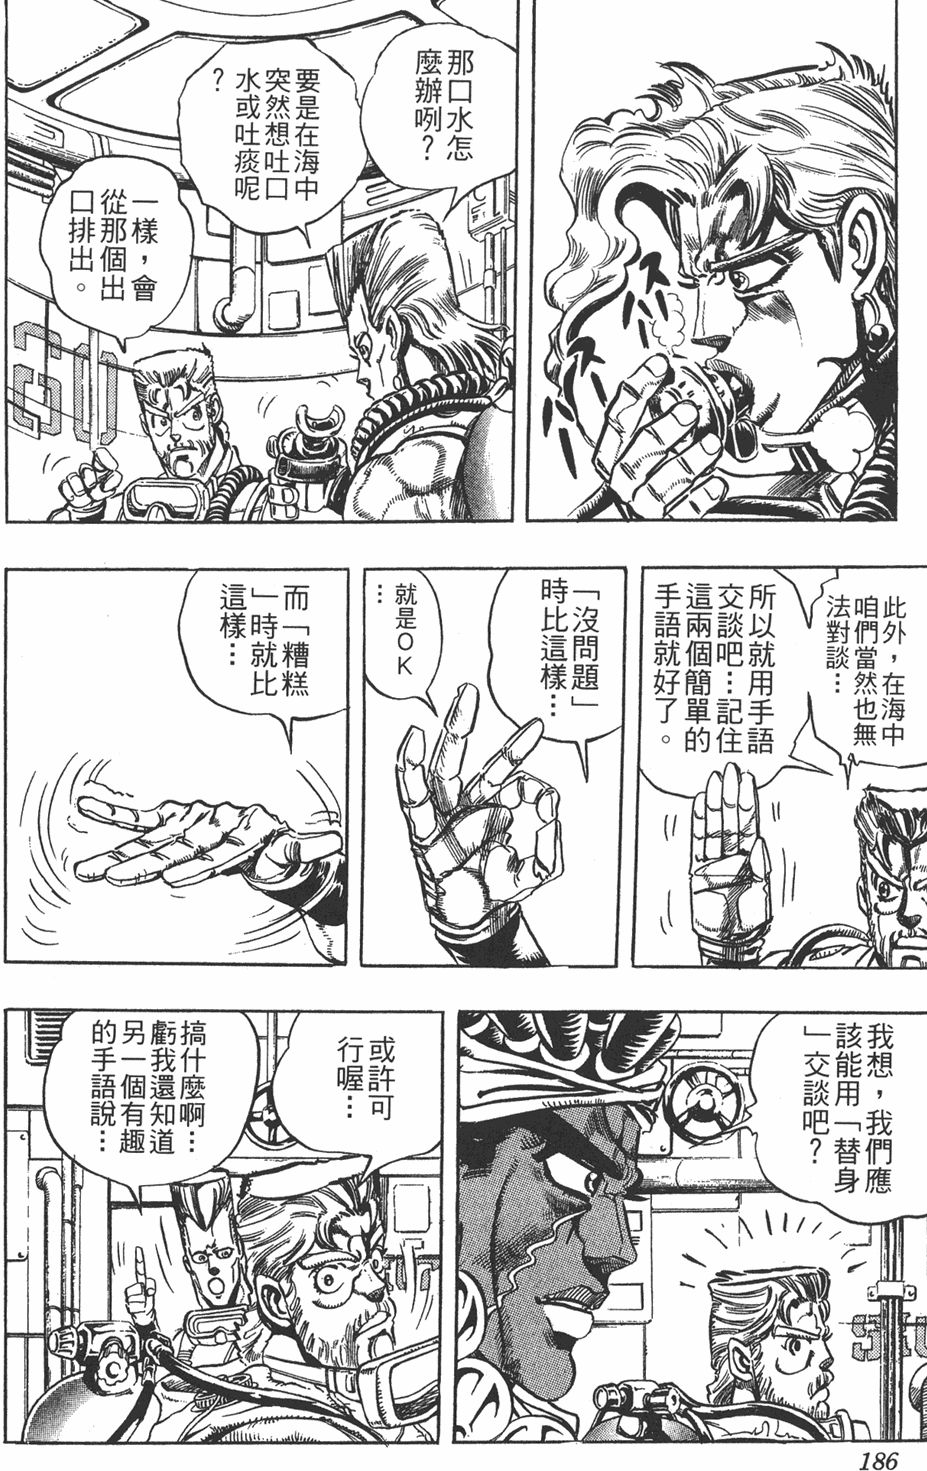 スーッ
スーッ
那口水怎
麼辦咧？
要是在海中
突然想吐口
水或吐痰呢
？
一樣，會
從那個出
口排出。
此外，在海中
咱們當然也無
法對談…
所以就用手語
交談吧…記住
這兩個簡單的
手語就好了。
「沒問題」
時比這樣…
就是OK
…
而「糟糕
」時就比
這樣…
我想，我們應
該能用「替身
」交談吧？
或許可
行喔…
搞什麼啊…
虧我還知道
另一個有趣
的手語說…
186